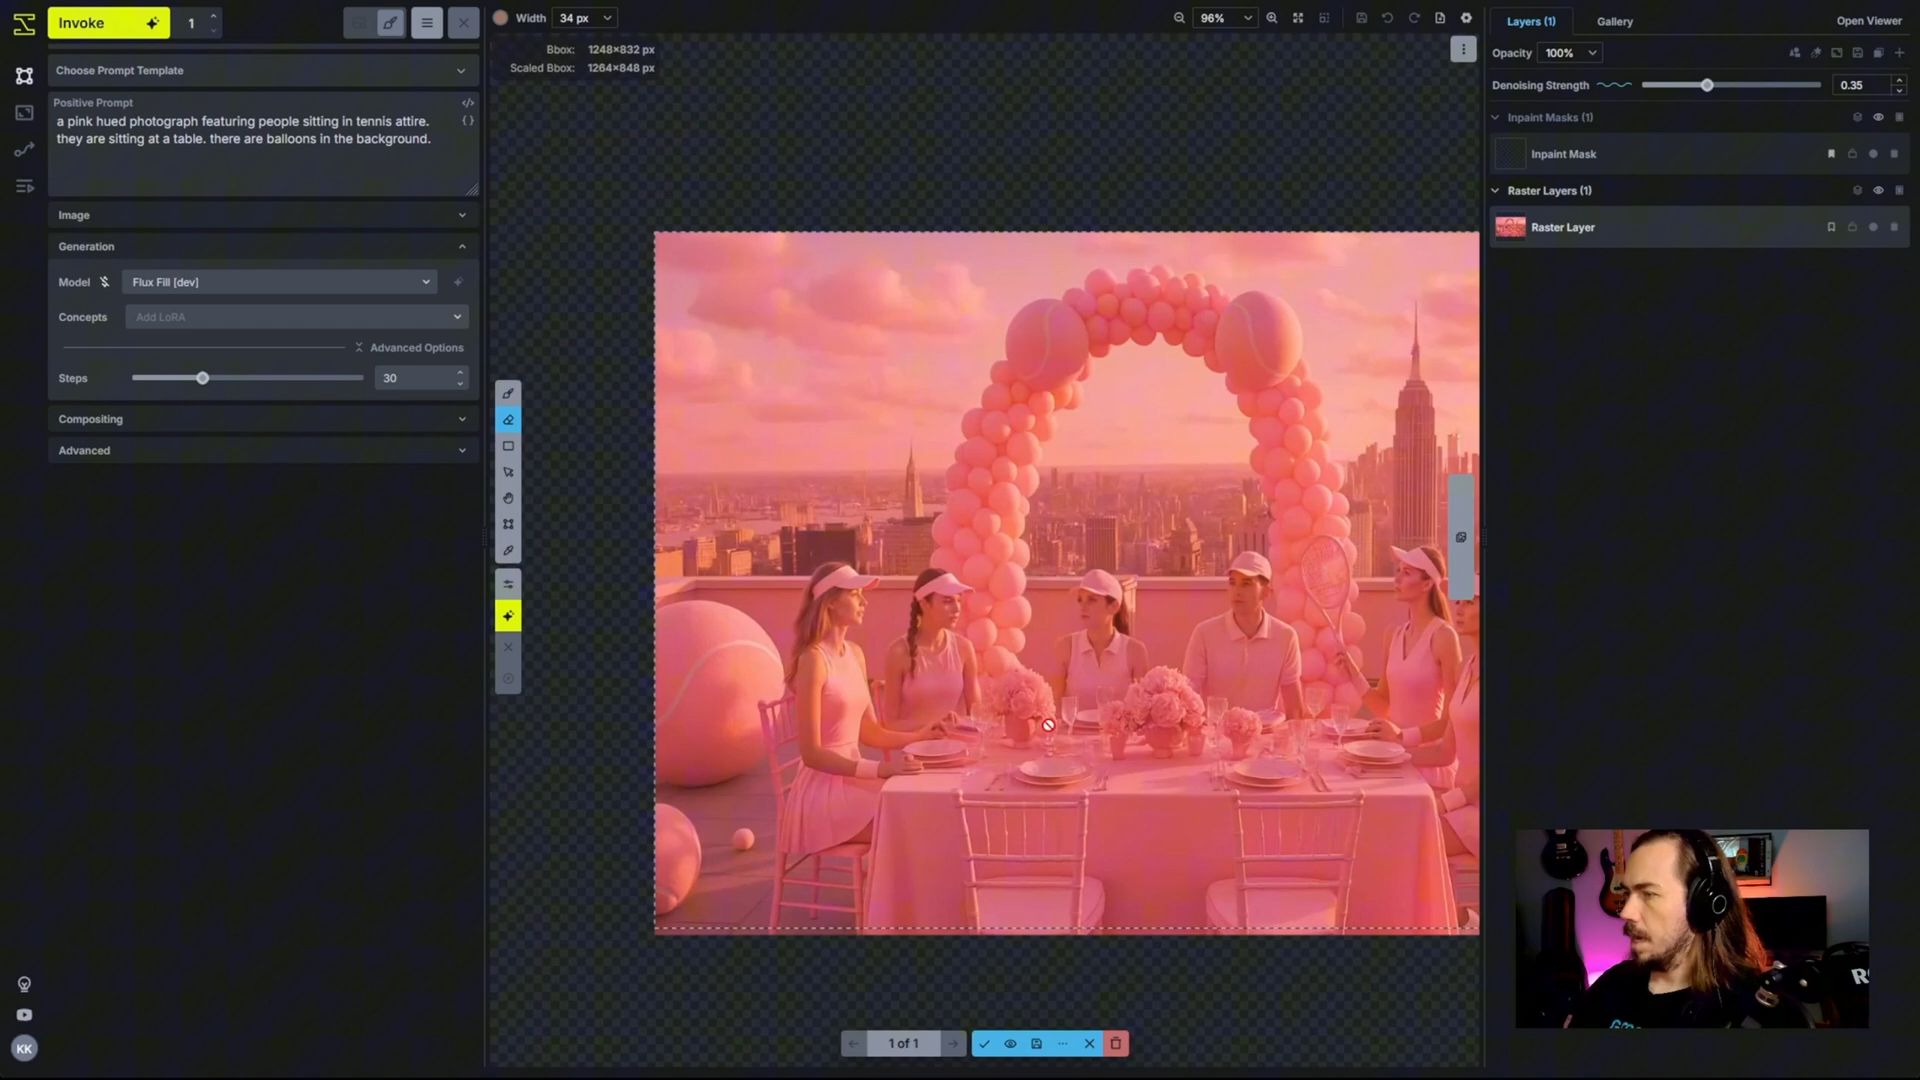 Invoke
1
Width
34 px
96%
Layers (1)
Gallery
Open Viewer
Bbox: 1248×832 px
Scaled Bbox: 1264×848 px
Opacity
100%
Denoising Strength
0.35
Choose Prompt Template
Positive Prompt
a pink hued photograph featuring people sitting in tennis attire.
they are sitting at a table. there are balloons in the background.
Inpaint Masks (1)
Inpaint Mask
Raster Layers (1)
Raster Layer
Image
Generation
Model
Flux Fill [dev]
Concepts
Add LoRA
Advanced Options
Steps
30
Compositing
Advanced
KK
1 of 1